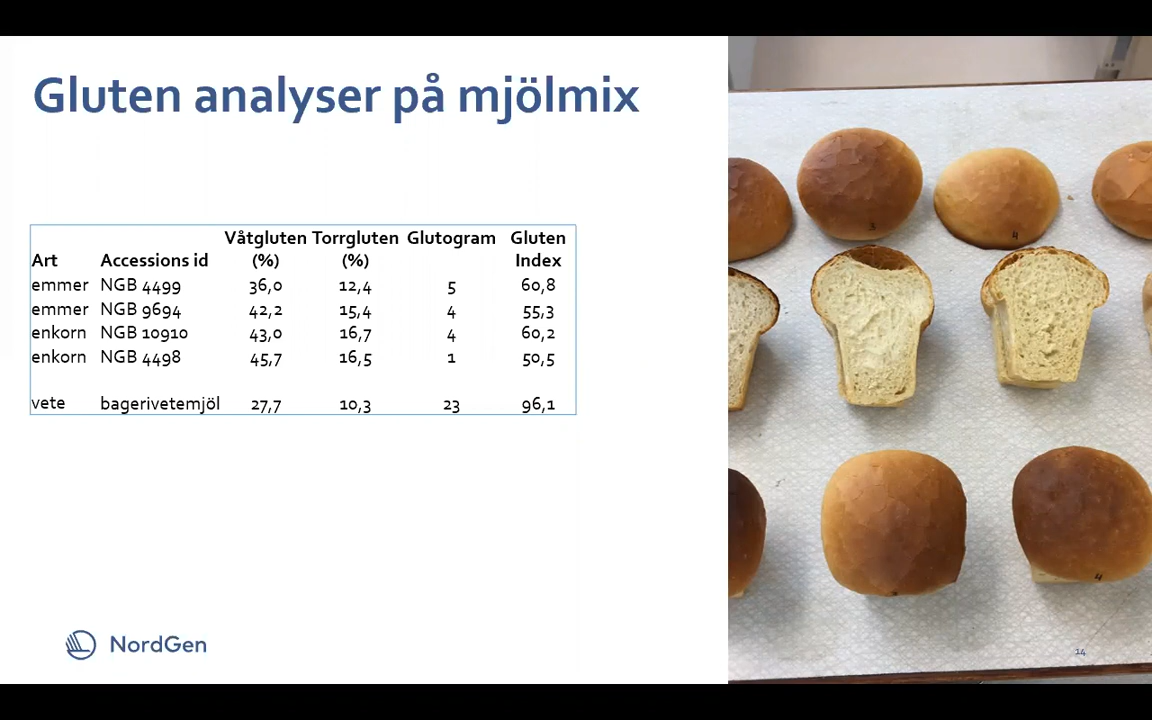 Gluten analyser på mjölmix
Våtgluten Torrgluten Glutogram Gluten
Art Accessions id (%) (%) Index
emmer NGB 4499 36,0 12,4 5 60,8
emmer NGB 9694 42,2 15,4 4 55,3
enkorn NGB 10910 43,0 16,7 4 60,2
enkorn NGB 4498 45,7 16,5 1 50,5
vete bagerivetemjöl 27,7 10,3 23 96,1
3
4
4
NordGen
14